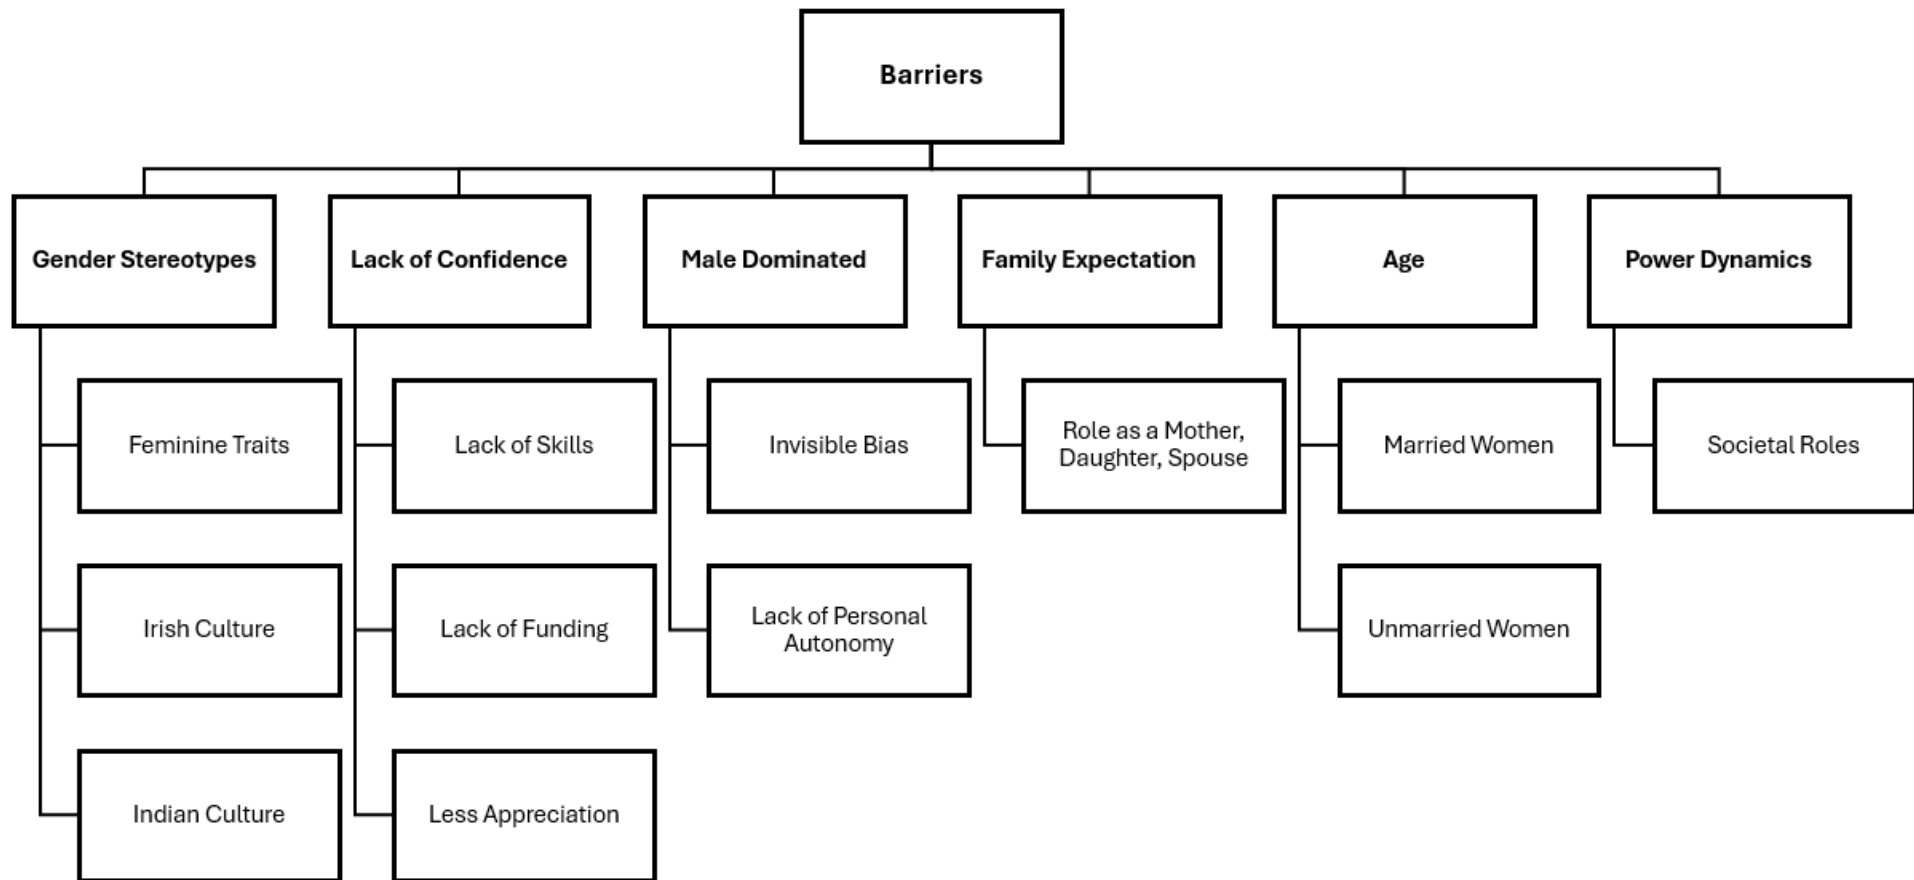 Barriers
Gender Stereotypes
Lack of Confidence
Male Dominated
Family Expectation
Age
Power Dynamics
Feminine Traits
Lack of Skills
Invisible Bias
Role as a Mother,
Daughter, Spouse
Married Women
Societal Roles
Irish Culture
Lack of Funding
Lack of Personal
Autonomy
Unmarried Women
Indian Culture
Less Appreciation